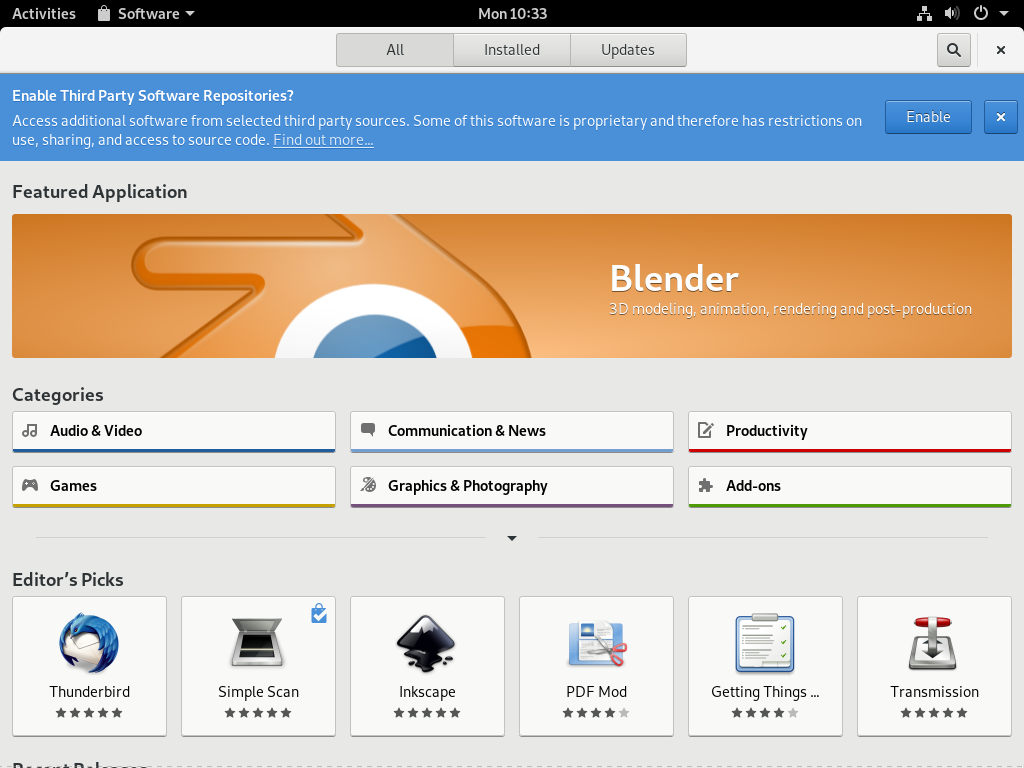 Activities Software Mon 10:33
All Installed Updates
Enable Third Party Software Repositories?
Access additional software from selected third party sources. Some of this software is proprietary and therefore has restrictions on
use, sharing, and access to source code. Find out more…
Enable
Featured Application
Blender
3D modeling, animation, rendering and post-production
Categories
Audio & Video Communication & News Productivity
Games Graphics & Photography Add-ons
Editor’s Picks
Thunderbird Simple Scan Inkscape PDF Mod Getting Things … Transmission
Recent Releases